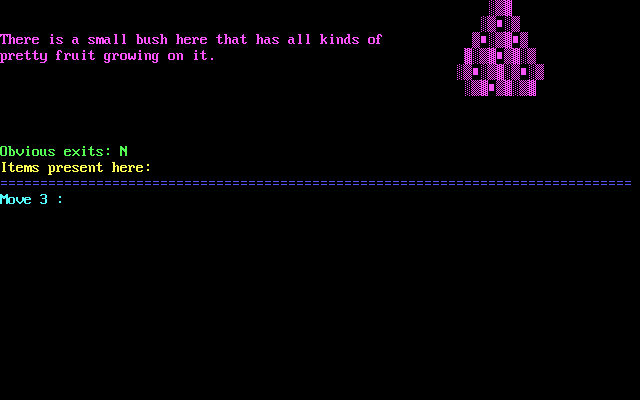 There is a small bush here that has all kinds of
pretty fruit growing on it.
Obvious exits: N
Items present here:
===============================================================================
Move 3 :